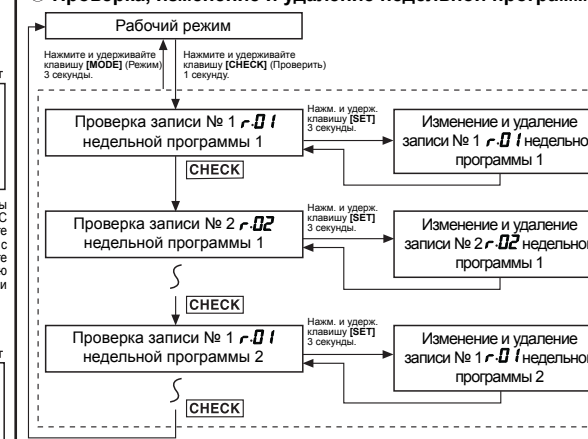 Проверка, изменение и удаление недельной программ
Рабочий режим
Нажмите и удерживайте
клавишу [MODE] (Режим)
3 секунды.
Нажмите и удерживайте
клавишу [CHECK] (Проверить)
1 секунду.
Проверка записи № 1 r.01
недельной программы 1
Нажм. и удерж.
клавишу [SET]
3 секунды.
Изменение и удаление
записи № 1 r.01 недельно
программы 1
CHECK
Проверка записи № 2 r.02
недельной программы 1
Нажм. и удерж.
клавишу [SET]
3 секунды.
Изменение и удаление
записи № 2 r.02 недельной
программы 1
CHECK
Проверка записи № 1 r.01
недельной программы 2
Нажм. и удерж.
клавишу [SET]
3 секунды.
Изменение и удаление
записи № 1 r.01 недельной
программы 2
CHECK